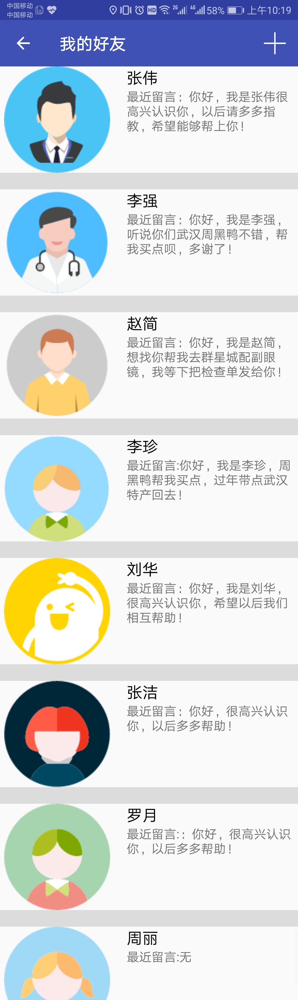 中国移动
中国移动
HD 2G 4G 58% 上午10:19
我的好友
张伟
最近留言：你好，我是张伟很
高兴认识你，以后请多多指
教，希望能够帮上你！
李强
最近留言：你好，我是李强，
听说你们武汉周黑鸭不错，帮
我买点呗，多谢了！
赵简
最近留言：你好，我是赵简，
想找你帮我去群星城配副眼
镜，我等下把检查单发给你！
李珍
最近留言:你好，我是李珍，周
黑鸭帮我买点，过年带点武汉
特产回去！
刘华
最近留言：你好，我是刘华，
很高兴认识你，希望以后我们
相互帮助！
张洁
最近留言：你好，很高兴认识
你，以后多多帮助！
罗月
最近留言:：你好，很高兴认识
你，以后多多帮助！
周丽
最近留言:无